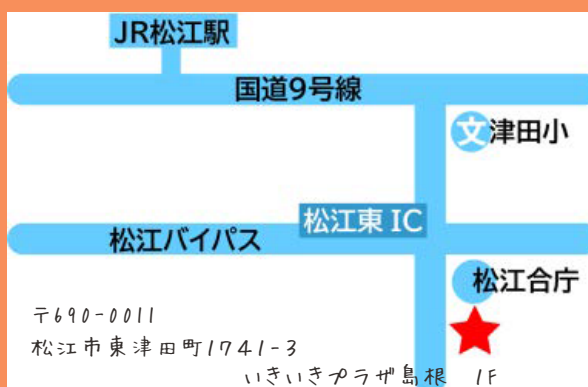 JR松江駅
国道9号線
文津田小
松江東 IC
松江バイパス
松江合庁
〒690-0011
松江市東津田町1741-3
いきいきプラザ島根 1F